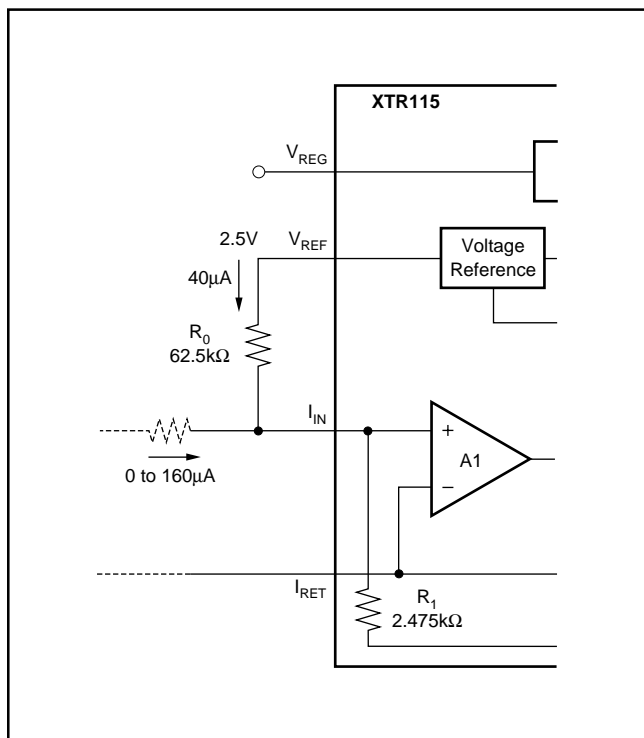 XTR115
V_REG
2.5V
V_REF
Voltage
Reference
40µA
R_0
62.5kΩ
I_IN
+
A1
−
0 to 160µA
I_RET
R_1
2.475kΩ